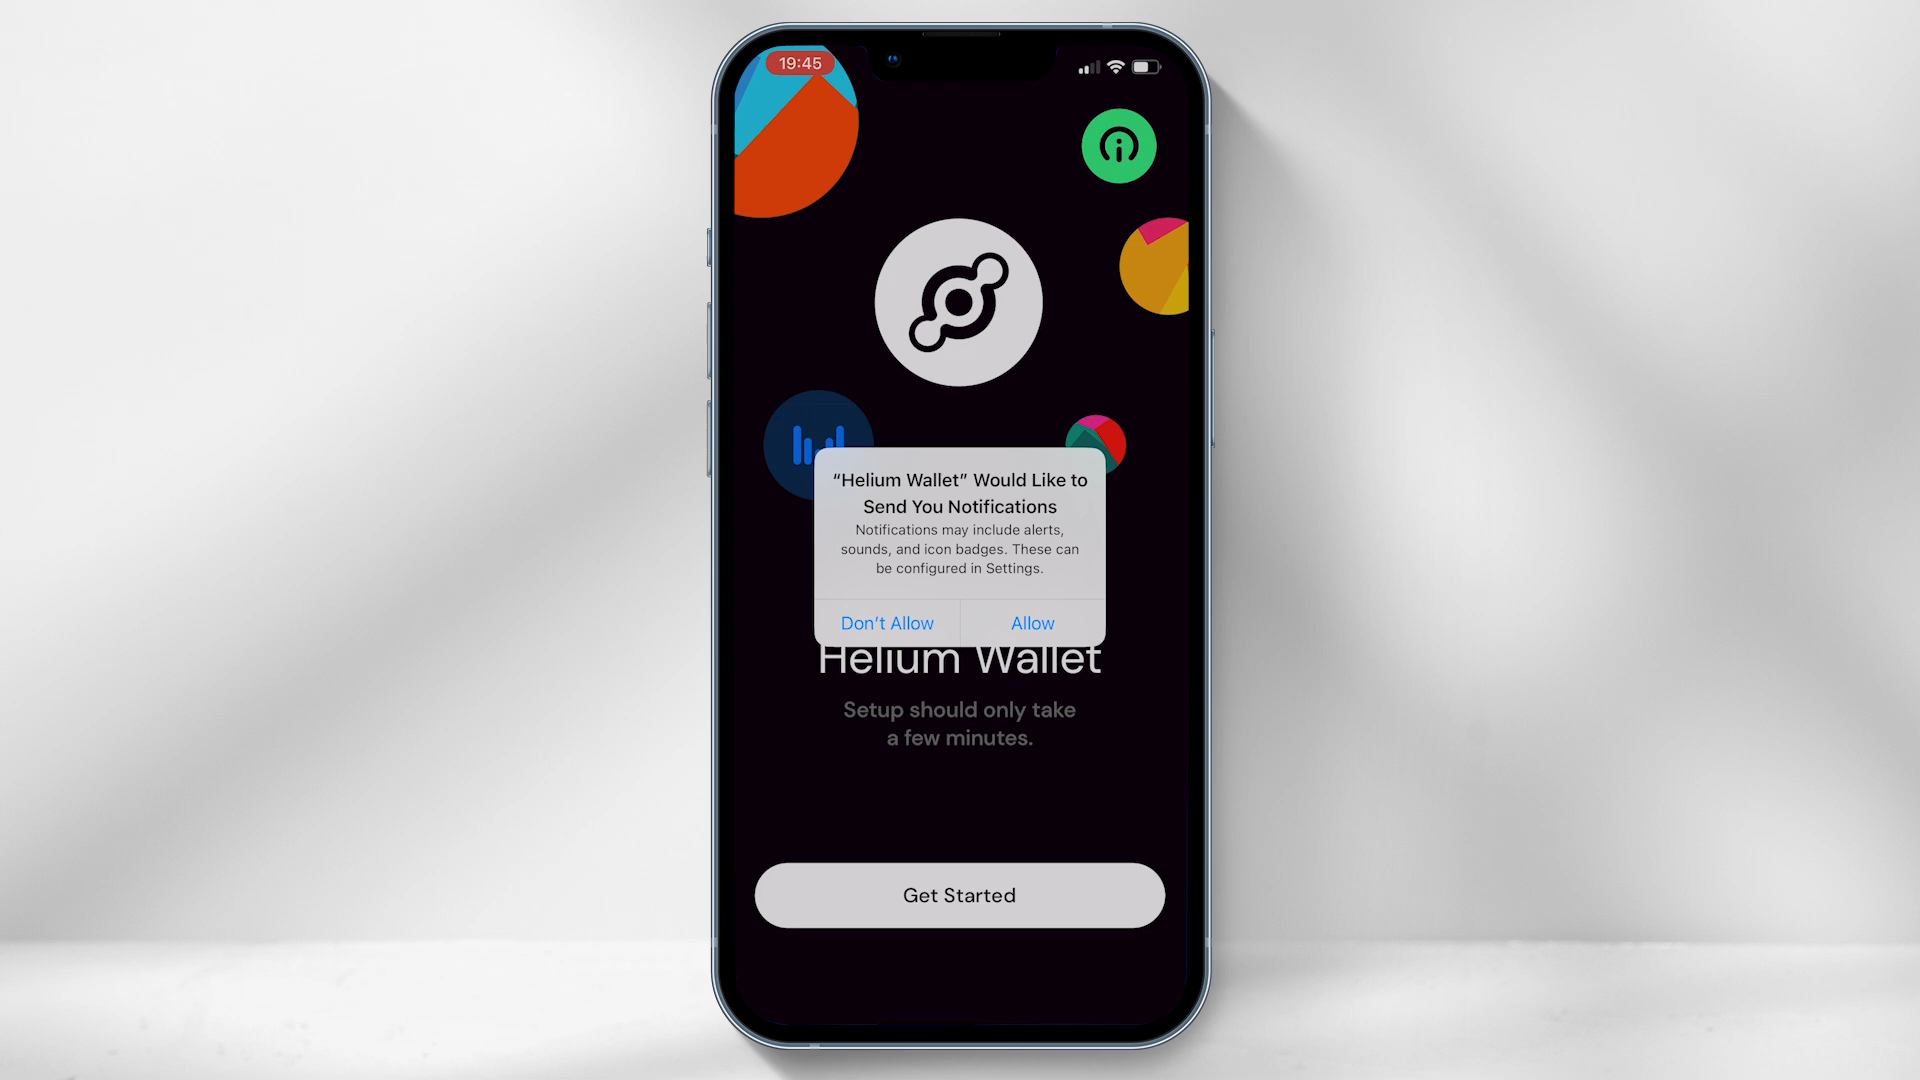 19:45
“Helium Wallet” Would Like to
Send You Notifications
Notifications may include alerts,
sounds, and icon badges. These can
be configured in Settings.
Don’t Allow
Allow
Helium Wallet
Setup should only take
a few minutes.
Get Started